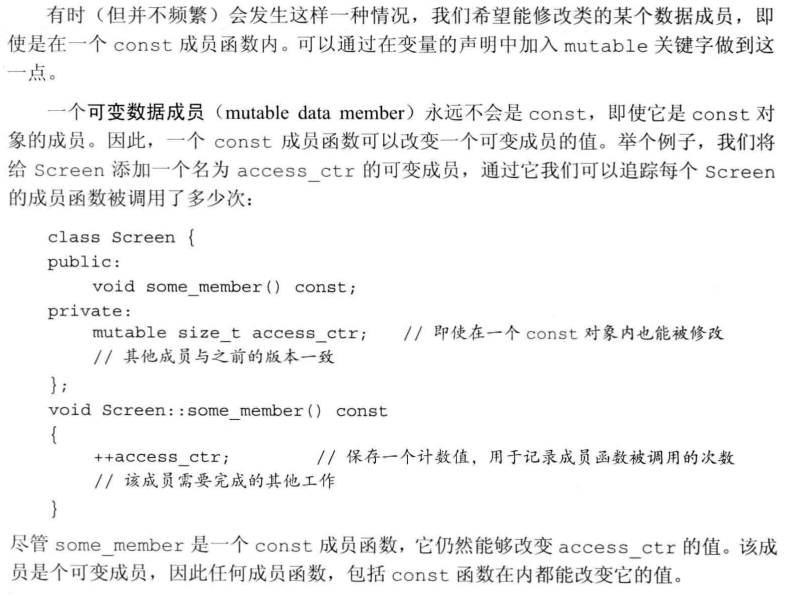 有时（但并不频繁）会发生这样一种情况，我们希望能修改类的某个数据成员，即
使是在一个 const 成员函数内。可以通过在变量的声明中加入 mutable 关键字做到这
一点。
一个可变数据成员（mutable data member）永远不会是 const，即使它是 const 对
象的成员。因此，一个 const 成员函数可以改变一个可变成员的值。举个例子，我们将
给 Screen 添加一个名为 access_ctr 的可变成员，通过它我们可以追踪每个 Screen
的成员函数被调用了多少次：
class Screen {
public:
    void some_member() const;
private:
    mutable size_t access_ctr;    // 即使在一个 const 对象内也能被修改
    // 其他成员与之前的版本一致
};
void Screen::some_member() const
{
    ++access_ctr;        // 保存一个计数值，用于记录成员函数被调用的次数
    // 该成员需要完成的其他工作
}
尽管 some_member 是一个 const 成员函数，它仍然能够改变 access_ctr 的值。该成
员是个可变成员，因此任何成员函数，包括 const 函数在内都能改变它的值。